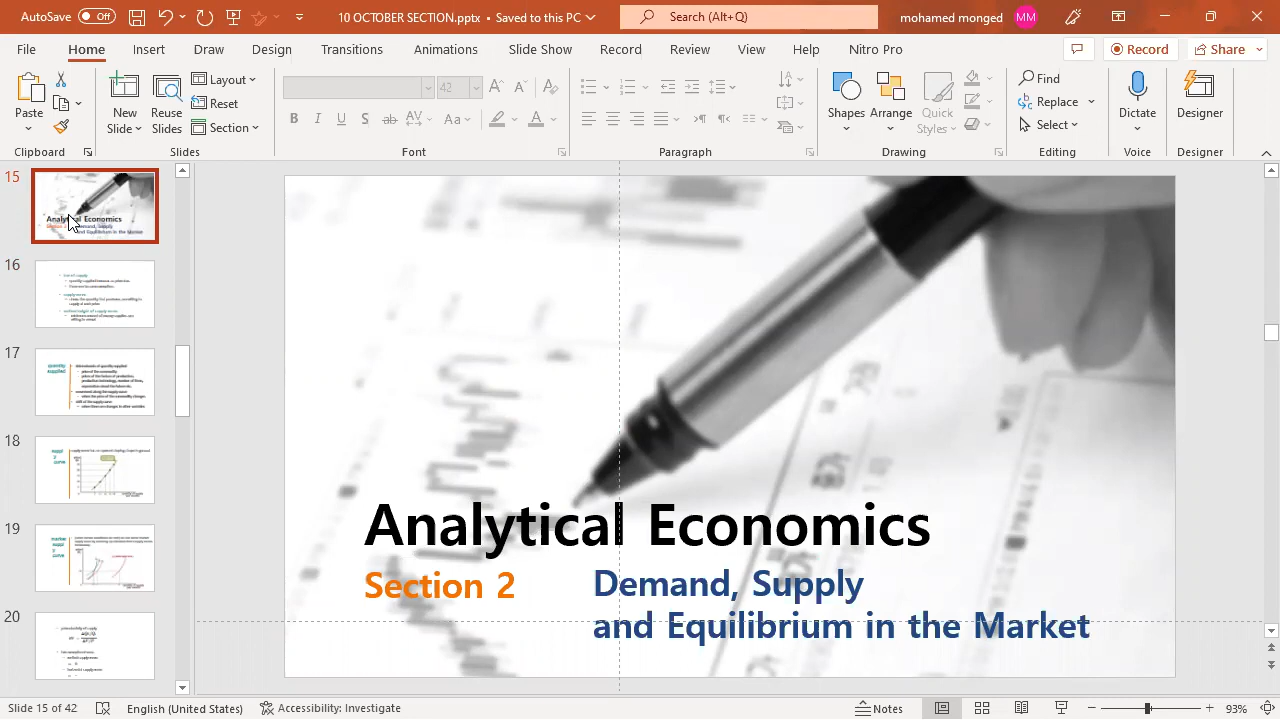 AutoSave Off 10 OCTOBER SECTION.pptx • Saved to this PC Search (Alt+Q) mohamed monged MM
File Home Insert Draw Design Transitions Animations Slide Show Record Review View Help Nitro Pro Record Share
Paste New Slide Reuse Slides Layout Reset Section 42 Shapes Arrange Quick Styles Find Replace Select Dictate Designer
Clipboard Slides Font Paragraph Drawing Editing Voice Designer
15
16
17
18
19
20
Analytical Economics
Section 2 Demand, Supply
and Equilibrium in the Market
Slide 15 of 42 English (United States) Accessibility: Investigate Notes 93%